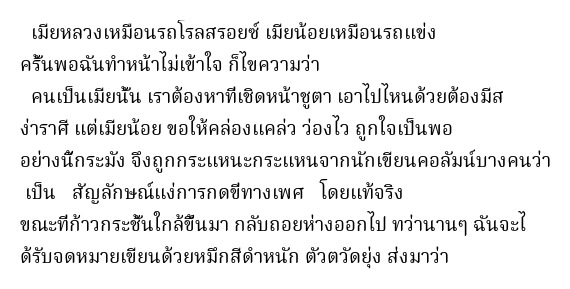 เมียหลวงเหมือนรถโรลสรอยซ์ เมียน้อยเหมือนรถแข่ง
ครั้นพอฉันทำหน้าไม่เข้าใจ ก็ไขความว่า
คนเป็นเมียนั้น เราต้องหาที่เชิดหน้าชูตา เอาไปไหนด้วยต้องมีส
ง่าราศี แต่เมียน้อย ขอให้คล่องแคล่ว ว่องไว ถูกใจเป็นพอ
อย่างนี้กระมัง จึงถูกกระแหนะกระแหนจากนักเขียนคอลัมน์บางคนว่า
เป็น สัญลักษณ์แง่การกดขี่ทางเพศ โดยแท้จริง
ขณะที่ก้าวกระชั้นใกล้ขึ้นมา กลับถอยห่างออกไป ทว่านานๆ ฉันจะไ
ด้รับจดหมายเขียนด้วยหมึกสีดำหนัก ตัวตวัดยุ่ง ส่งมาว่า